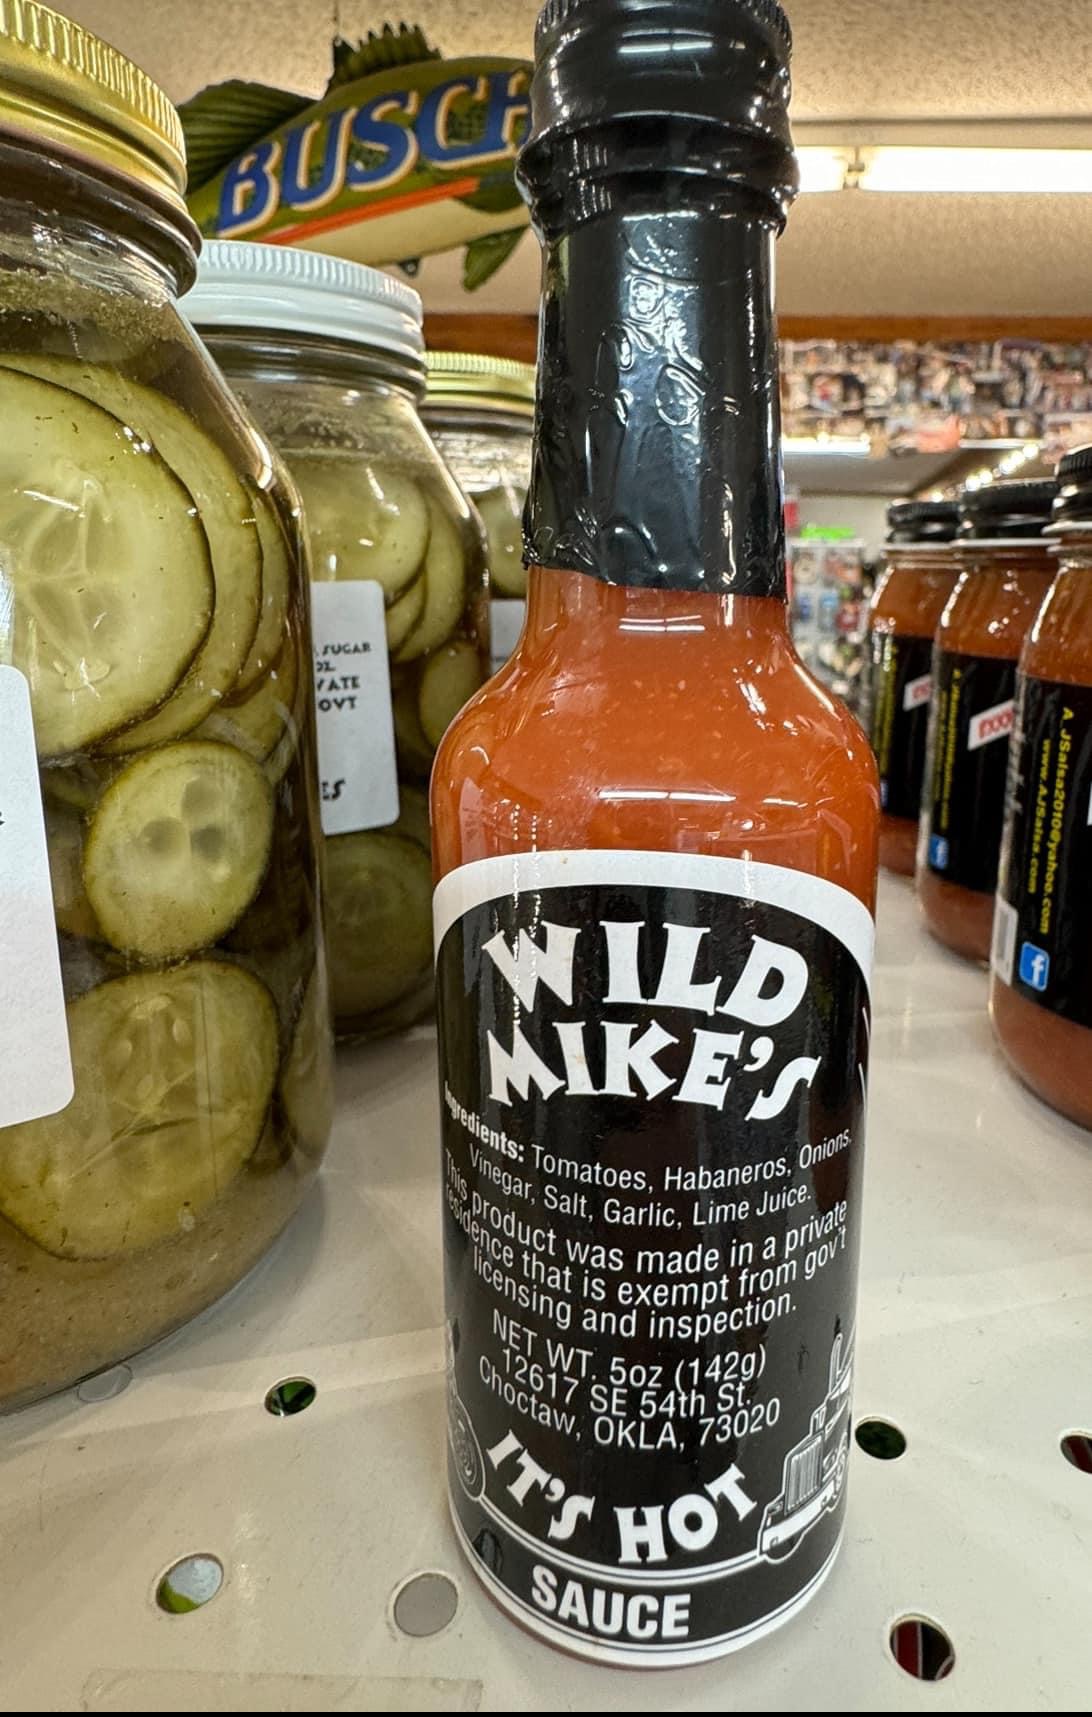 BUSCH
SUGAR
OVT
WILD
MIKE'S
Ingredients: Tomatoes, Habaneros, Onions,
Vinegar, Salt, Garlic, Lime Juice.
This product was made in a private
residence that is exempt from gov't
licensing and inspection.
NET WT. 5oz (142g)
12617 SE 54th St.
Choctaw, OKLA, 73020
IT'S HOT
SAUCE
A.JSalsa2010@yahoo.com
www.AJSalsa.com
f